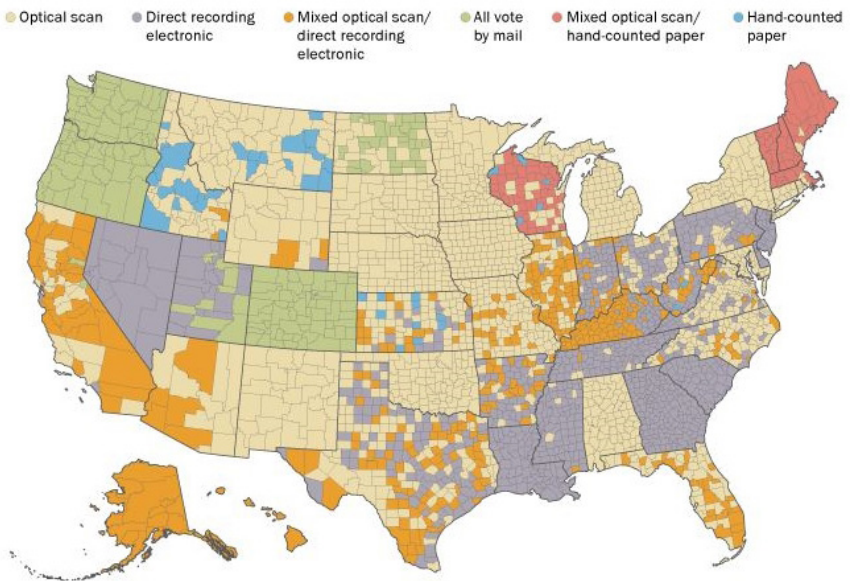 Optical scan
Direct recording
electronic
Mixed optical scan/
direct recording
electronic
All vote
by mail
Mixed optical scan/
hand-counted paper
Hand-counted
paper